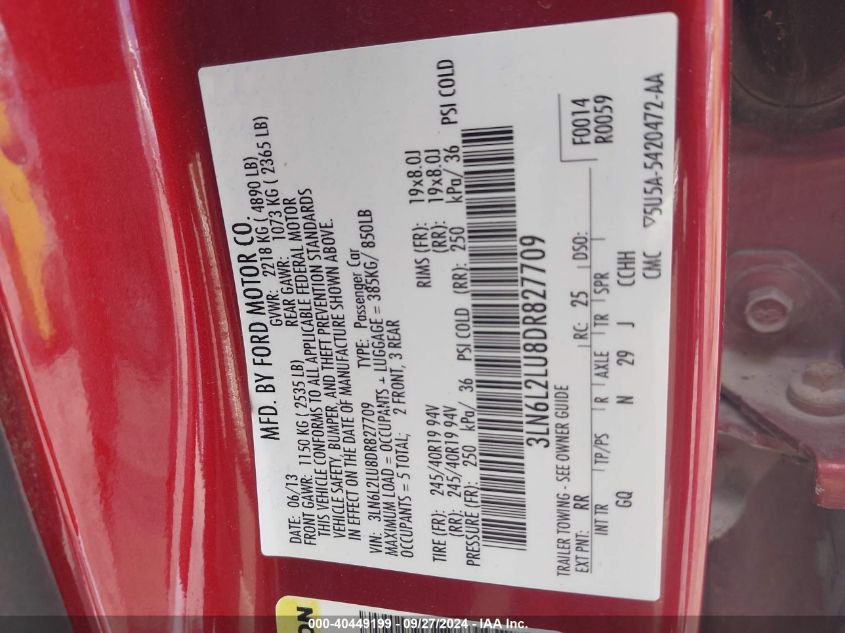 MFD. BY FORD MOTOR CO.
DATE: 06/13 GVWR: 2218 KG ( 4890 LB)
FRONT GAWR: 1150 KG ( 2535 LB) REAR GAWR: 1073 KG ( 2365 LB)
THIS VEHICLE CONFORMS TO ALL APPLICABLE FEDERAL MOTOR
VEHICLE SAFETY, BUMPER, AND THEFT PREVENTION STANDARDS
IN EFFECT ON THE DATE OF MANUFACTURE SHOWN ABOVE.
VIN: 3LN6L2LU8DR827709 TYPE: Passenger Car
MAXIMUM LOAD = OCCUPANTS + LUGGAGE = 385KG/ 850LB
OCCUPANTS = 5 TOTAL; 2 FRONT, 3 REAR
TIRE (FR): 245/40R19 94V RIMS (FR): 19x8.0J
(RR): 245/40R19 94V (RR): 19x8.0J
PRESSURE (FR): 250 kPa/ 36 PSI COLD (RR): 250 kPa/ 36 PSI COLD
3LN6L2LU8DR827709
TRAILER TOWING - SEE OWNER GUIDE F0014
EXT PNT: RR RC: 25 DSO: R0059
INT TR TP/PS R AXLE TR SPR
GQ N 29 J CCHH
CMC ▽5U5A-5420472-AA
ON
000-40449199 - 09/27/2024 - IAA Inc.